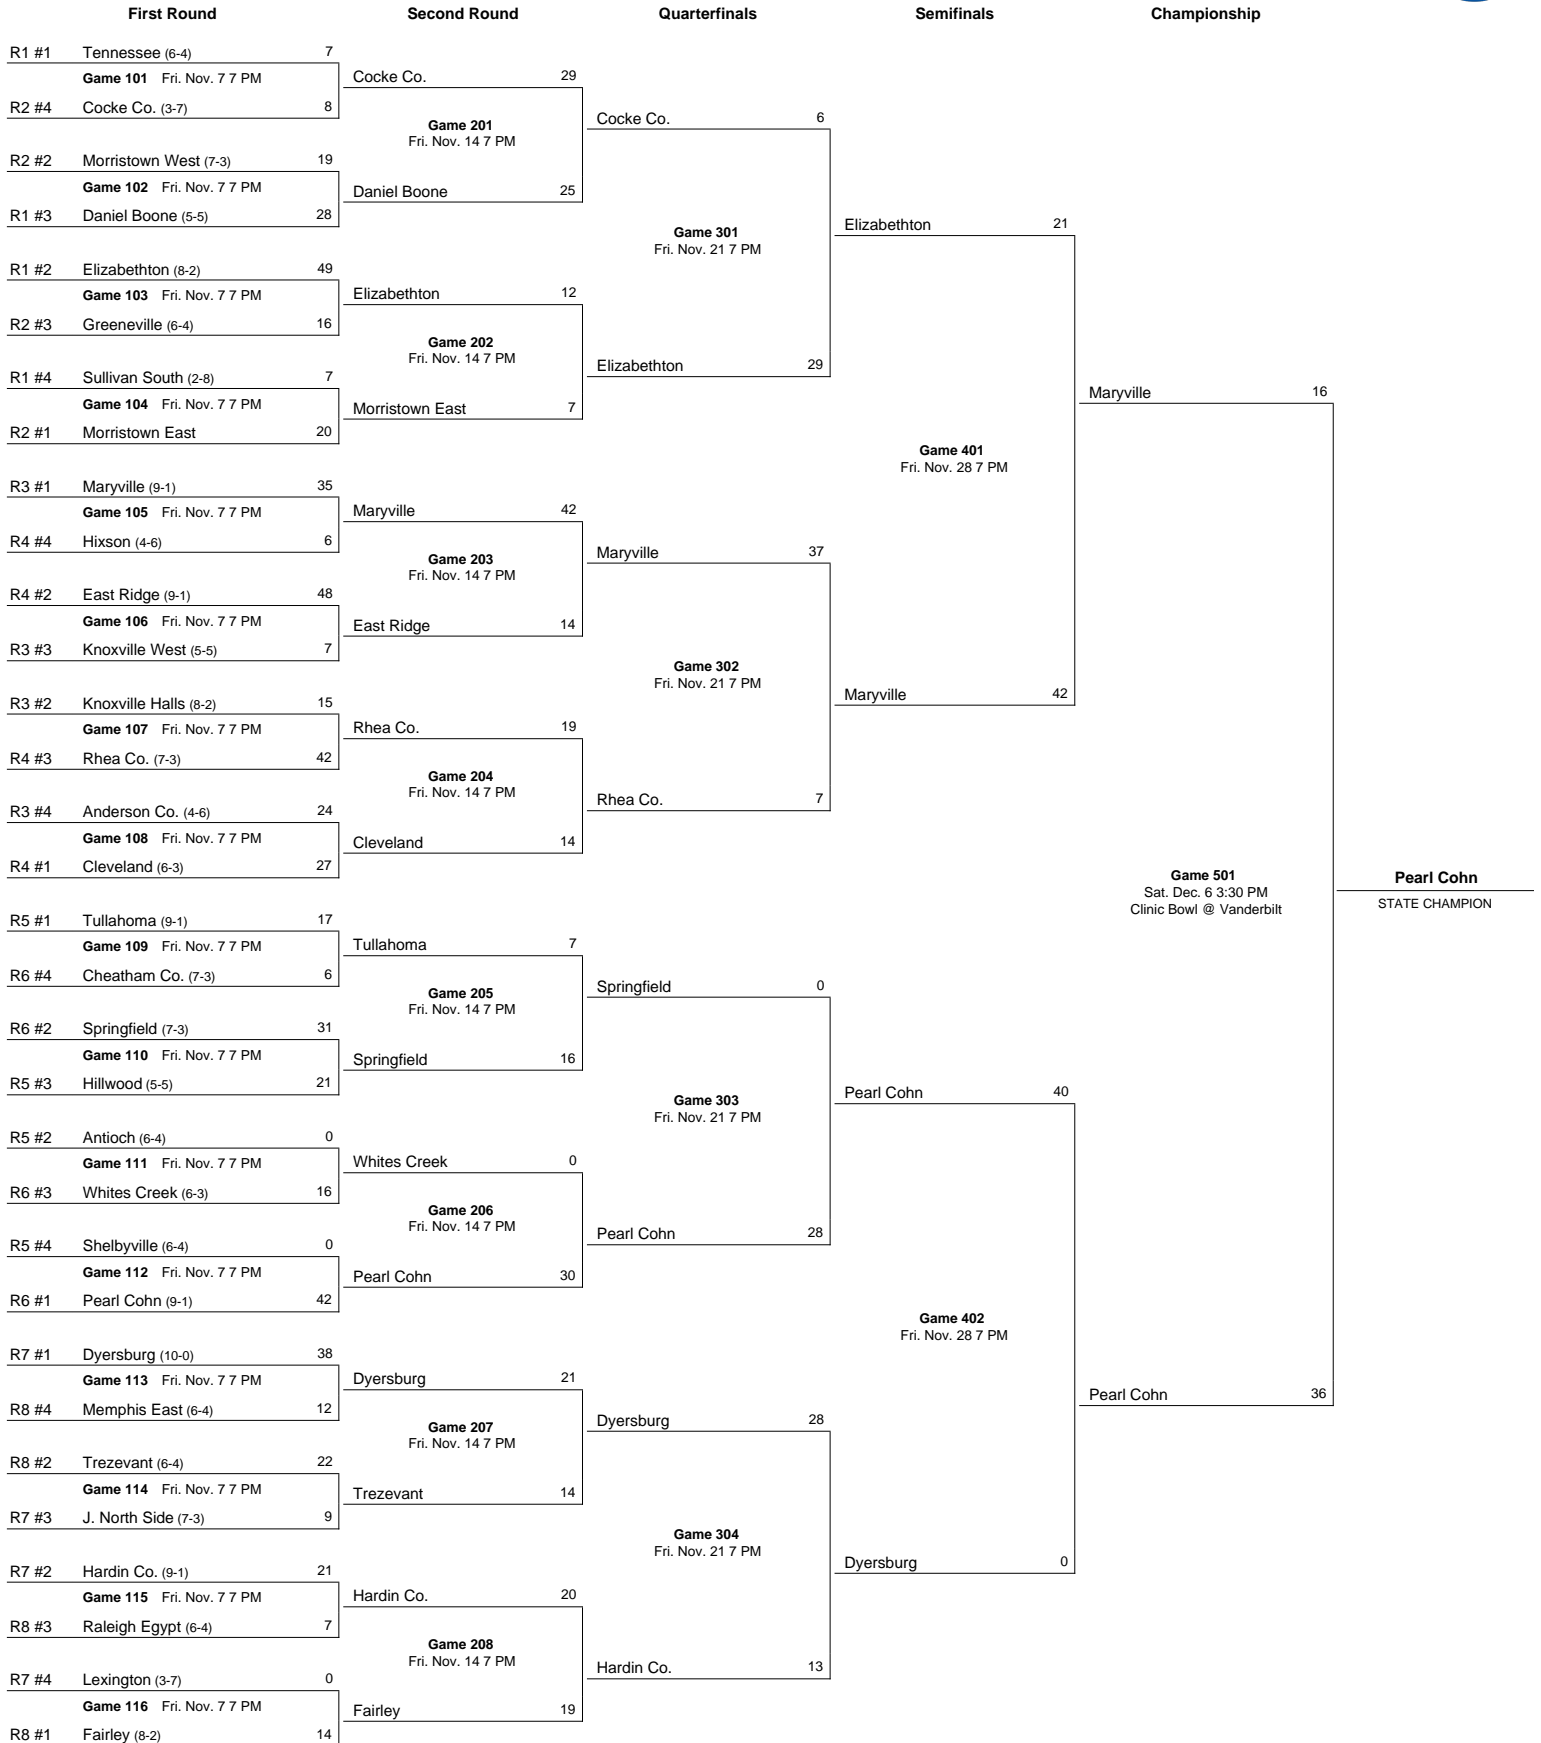 First Round Second Round Quarterfinals Semifinals Championship
R1 #1 Tennessee (6-4) 7
Game 101 Fri. Nov. 7 7 PM
R2 #4 Cocke Co. (3-7) 8
R2 #2 Morristown West (7-3) 19
Game 102 Fri. Nov. 7 7 PM
R1 #3 Daniel Boone (5-5) 28
R1 #2 Elizabethton (8-2) 49
Game 103 Fri. Nov. 7 7 PM
R2 #3 Greeneville (6-4) 16
R1 #4 Sullivan South (2-8) 7
Game 104 Fri. Nov. 7 7 PM
R2 #1 Morristown East 20
R3 #1 Maryville (9-1) 35
Game 105 Fri. Nov. 7 7 PM
R4 #4 Hixson (4-6) 6
R4 #2 East Ridge (9-1) 48
Game 106 Fri. Nov. 7 7 PM
R3 #3 Knoxville West (5-5) 7
R3 #2 Knoxville Halls (8-2) 15
Game 107 Fri. Nov. 7 7 PM
R4 #3 Rhea Co. (7-3) 42
R3 #4 Anderson Co. (4-6) 24
Game 108 Fri. Nov. 7 7 PM
R4 #1 Cleveland (6-3) 27
R5 #1 Tullahoma (9-1) 17
Game 109 Fri. Nov. 7 7 PM
R6 #4 Cheatham Co. (7-3) 6
R6 #2 Springfield (7-3) 31
Game 110 Fri. Nov. 7 7 PM
R5 #3 Hillwood (5-5) 21
R5 #2 Antioch (6-4) 0
Game 111 Fri. Nov. 7 7 PM
R6 #3 Whites Creek (6-3) 16
R5 #4 Shelbyville (6-4) 0
Game 112 Fri. Nov. 7 7 PM
R6 #1 Pearl Cohn (9-1) 42
R7 #1 Dyersburg (10-0) 38
Game 113 Fri. Nov. 7 7 PM
R8 #4 Memphis East (6-4) 12
R8 #2 Trezevant (6-4) 22
Game 114 Fri. Nov. 7 7 PM
R7 #3 J. North Side (7-3) 9
R7 #2 Hardin Co. (9-1) 21
Game 115 Fri. Nov. 7 7 PM
R8 #3 Raleigh Egypt (6-4) 7
R7 #4 Lexington (3-7) 0
Game 116 Fri. Nov. 7 7 PM
R8 #1 Fairley (8-2) 14
Cocke Co. 29
Game 201
Fri. Nov. 14 7 PM
Daniel Boone 25
Elizabethton 12
Game 202
Fri. Nov. 14 7 PM
Morristown East 7
Maryville 42
Game 203
Fri. Nov. 14 7 PM
East Ridge 14
Rhea Co. 19
Game 204
Fri. Nov. 14 7 PM
Cleveland 14
Tullahoma 7
Game 205
Fri. Nov. 14 7 PM
Springfield 16
Whites Creek 0
Game 206
Fri. Nov. 14 7 PM
Pearl Cohn 30
Dyersburg 21
Game 207
Fri. Nov. 14 7 PM
Trezevant 14
Hardin Co. 20
Game 208
Fri. Nov. 14 7 PM
Fairley 19
Cocke Co. 6
Game 301
Fri. Nov. 21 7 PM
Elizabethton 29
Maryville 37
Game 302
Fri. Nov. 21 7 PM
Rhea Co. 7
Springfield 0
Game 303
Fri. Nov. 21 7 PM
Pearl Cohn 28
Dyersburg 28
Game 304
Fri. Nov. 21 7 PM
Hardin Co. 13
Elizabethton 21
Game 401
Fri. Nov. 28 7 PM
Maryville 42
Pearl Cohn 40
Game 402
Fri. Nov. 28 7 PM
Dyersburg 0
Maryville 16
Game 501
Sat. Dec. 6 3:30 PM
Clinic Bowl @ Vanderbilt
Pearl Cohn 36
Pearl Cohn
STATE CHAMPION